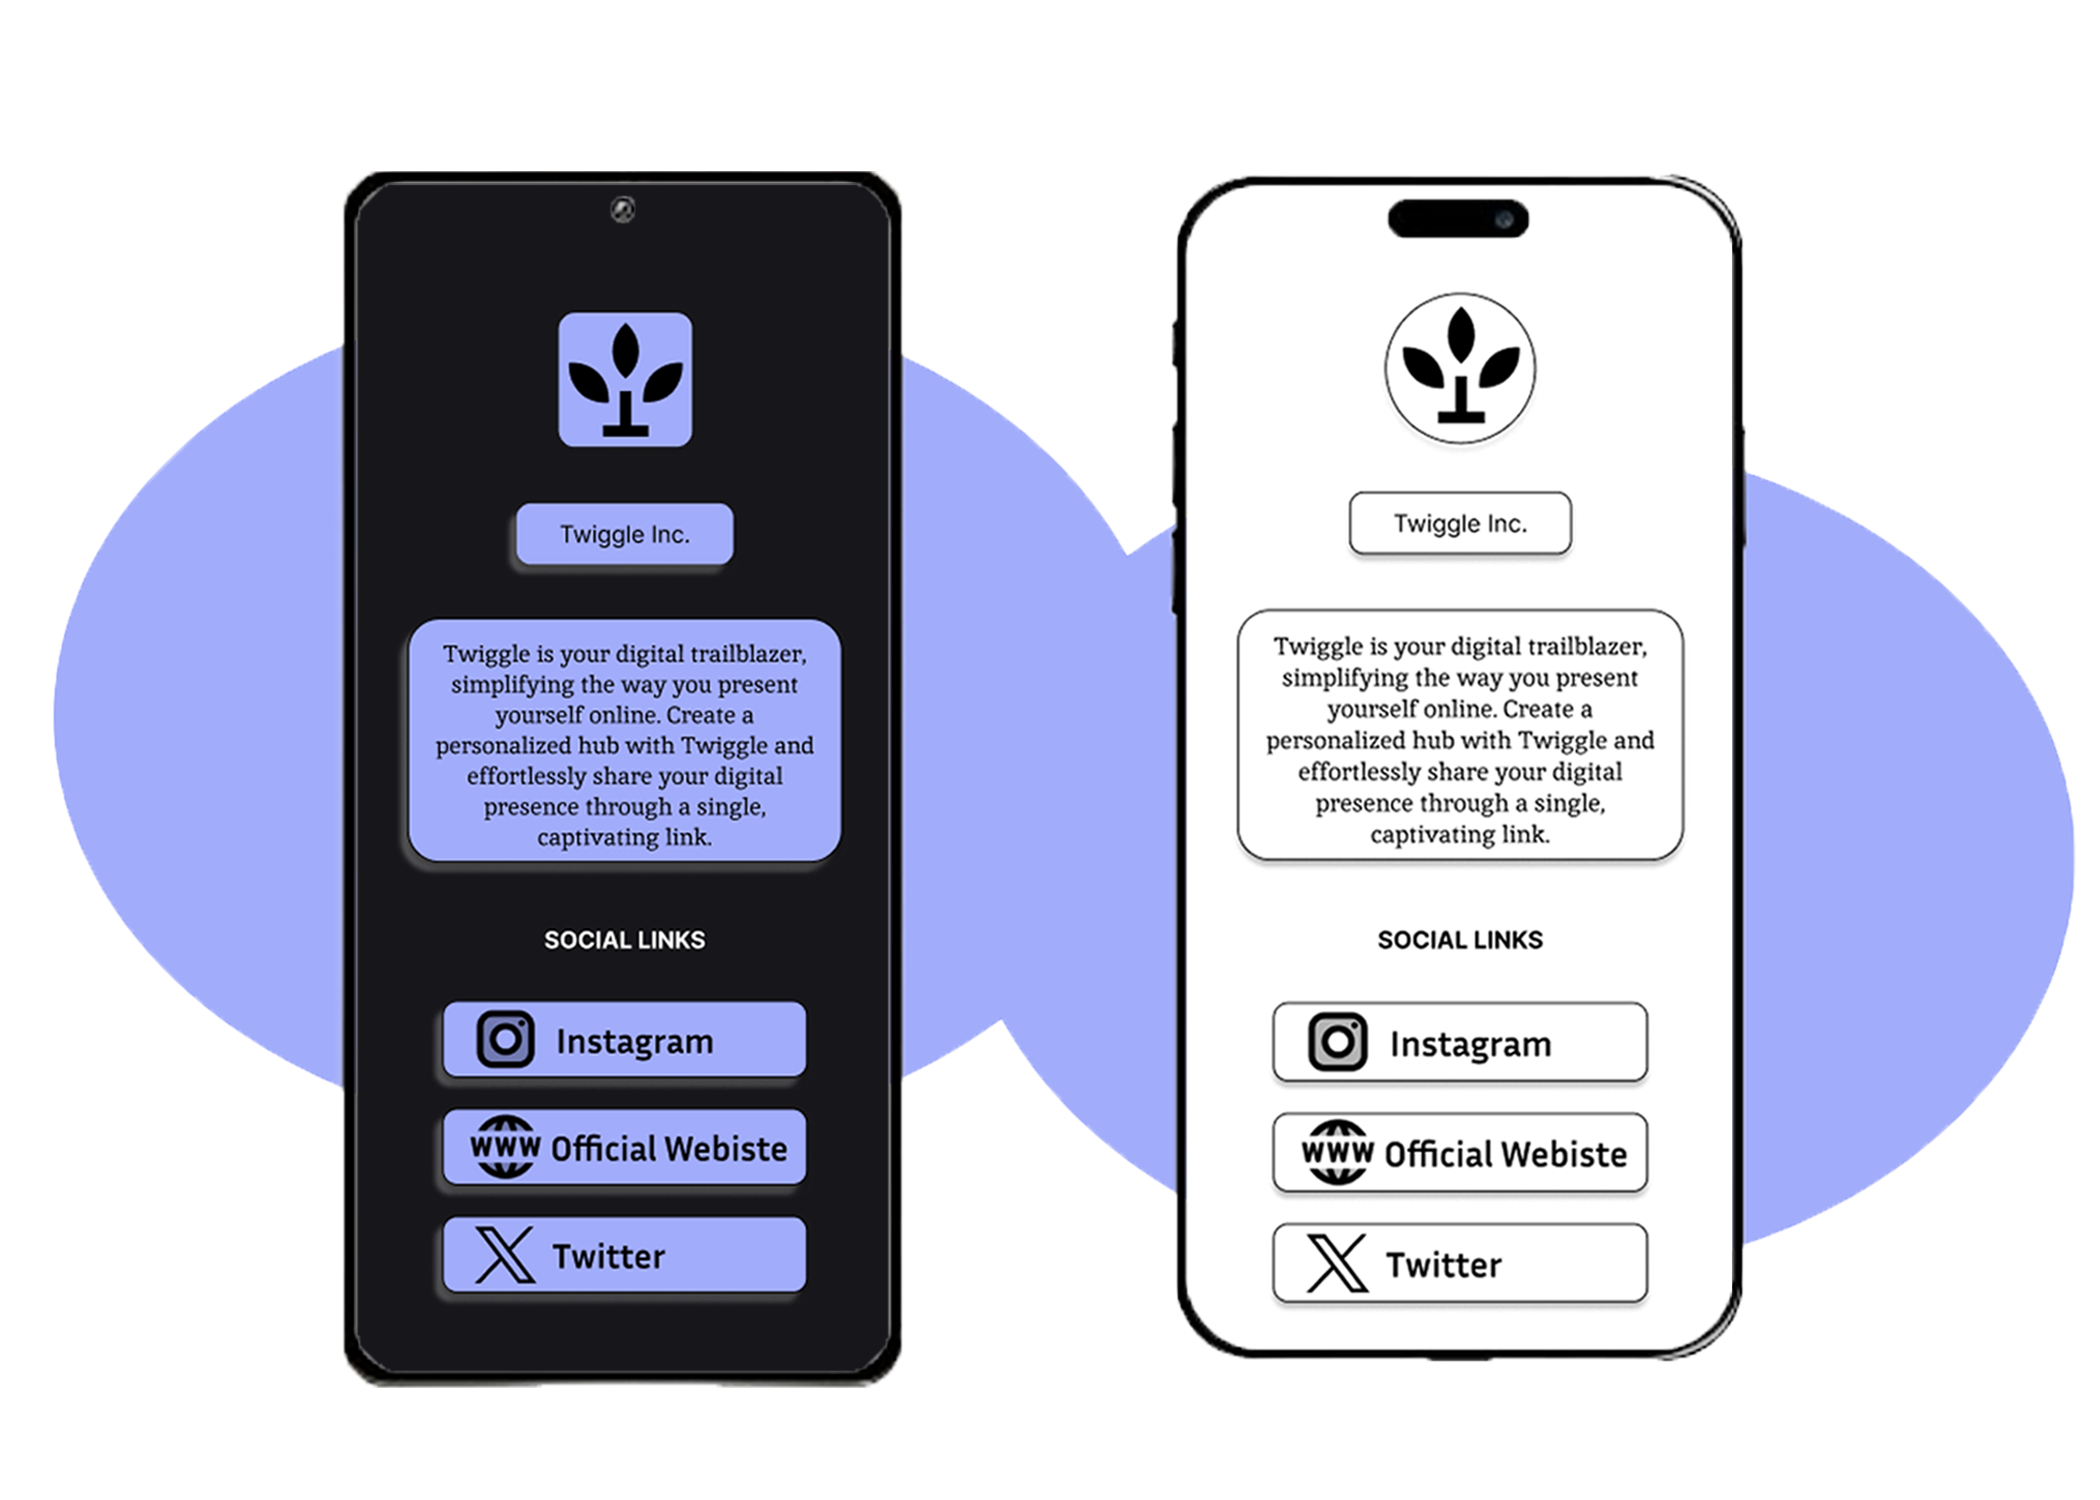 Twiggle Inc.
Twiggle is your digital trailblazer,
simplifying the way you present
yourself online. Create a
personalized hub with Twiggle and
effortlessly share your digital
presence through a single,
captivating link.
SOCIAL LINKS
Instagram
WWW Official Webiste
Twitter
Twiggle Inc.
Twiggle is your digital trailblazer,
simplifying the way you present
yourself online. Create a
personalized hub with Twiggle and
effortlessly share your digital
presence through a single,
captivating link.
SOCIAL LINKS
Instagram
WWW Official Webiste
Twitter